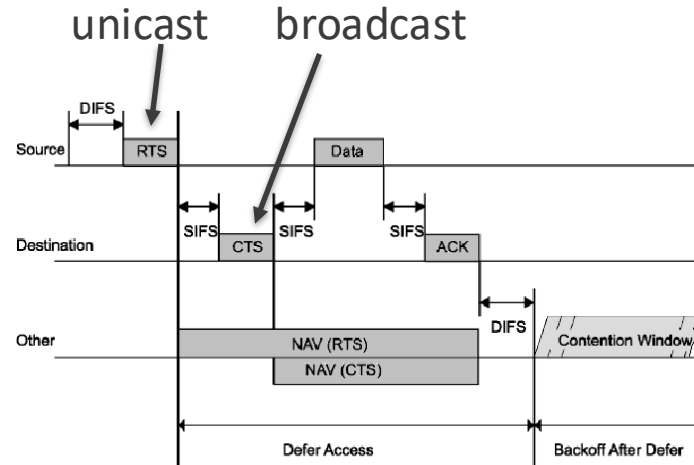 unicast broadcast
DIFS
Source RTS Data
SIFS SIFS SIFS
Destination CTS ACK
DIFS
Other NAV (RTS) Contention Window
NAV (CTS)
Defer Access Backoff After Defer